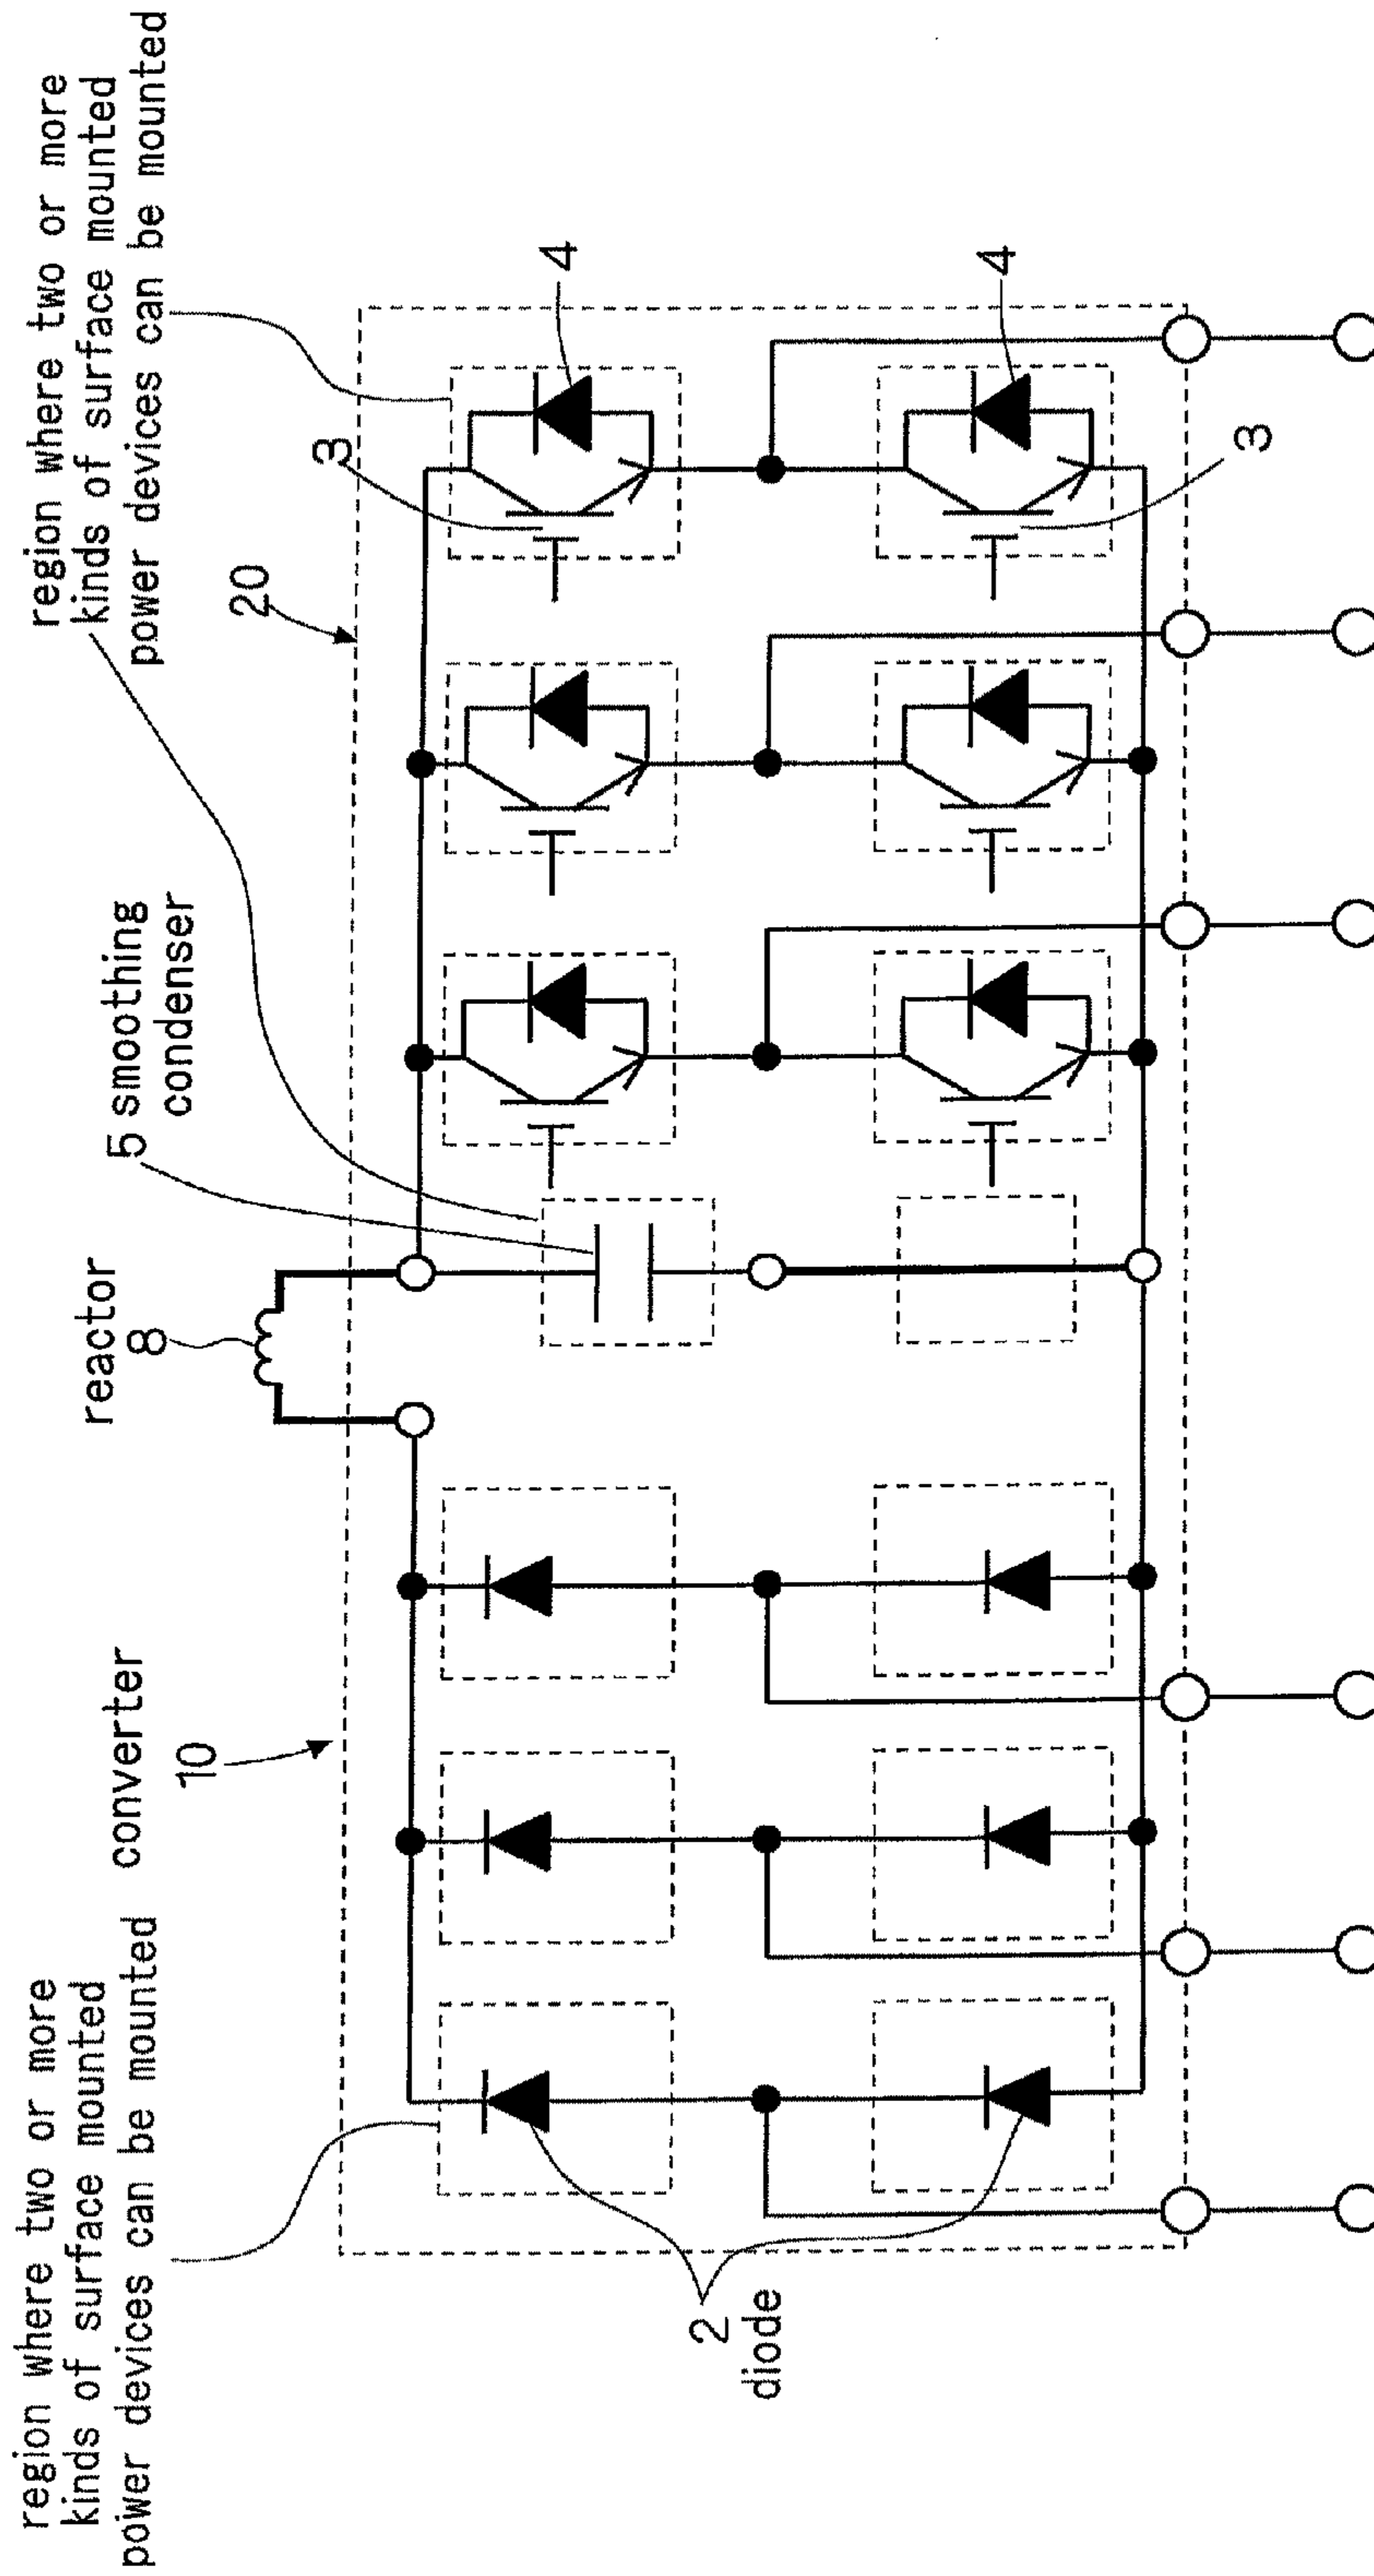 region where two or more
kinds of surface mounted
power devices can be mounted
converter
10
reactor
8
5 smoothing
condenser
20
region where two or more
kinds of surface mounted
power devices can be mounted
3
4
4
3
2
diode